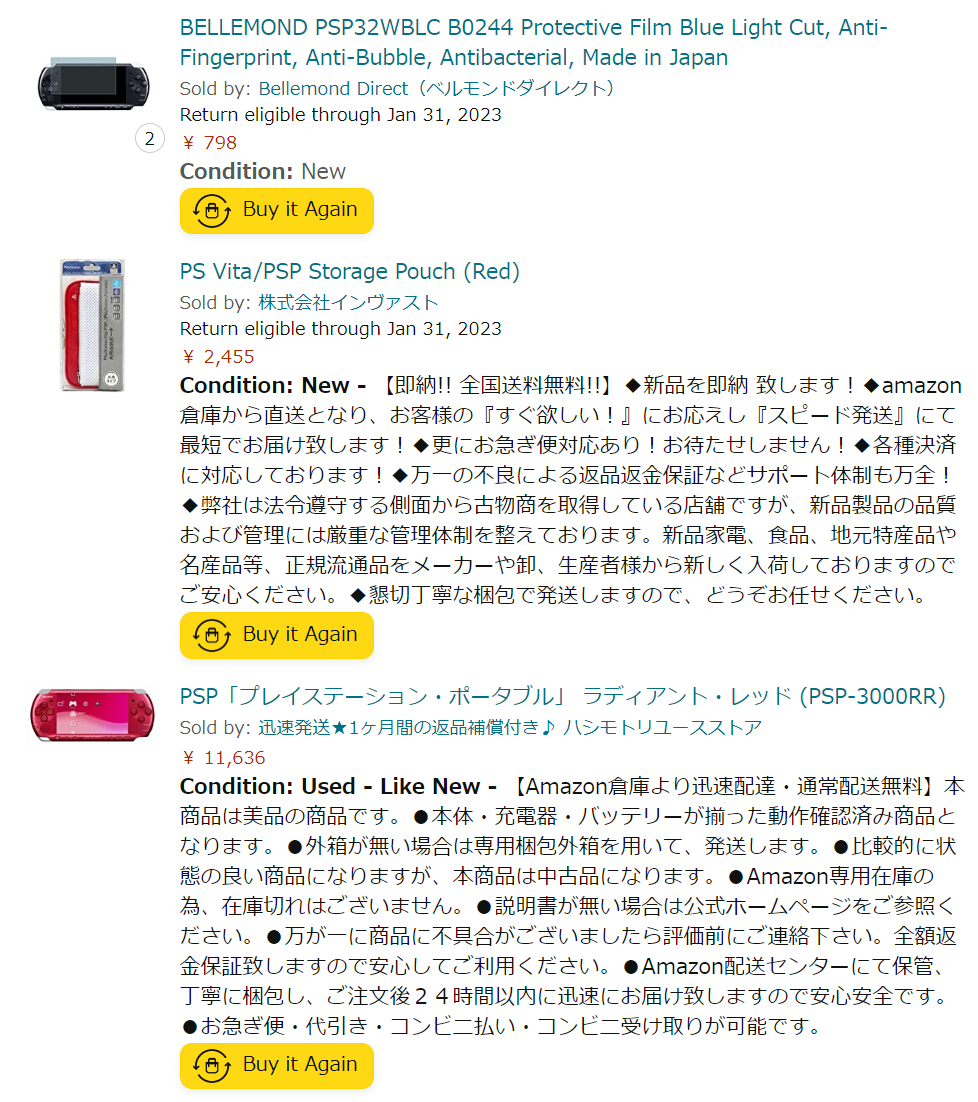 BELLEMOND PSP32WBLC B0244 Protective Film Blue Light Cut, Anti-
Fingerprint, Anti-Bubble, Antibacterial, Made in Japan
Sold by: Bellemond Direct（ベルモンドダイレクト）
Return eligible through Jan 31, 2023
2
￥ 798
Condition: New
Buy it Again
PS Vita/PSP Storage Pouch (Red)
Sold by: 株式会社インヴァスト
Return eligible through Jan 31, 2023
￥ 2,455
Condition: New - 【即納!! 全国送料無料!!】◆新品を即納 致します！◆amazon
倉庫から直送となり、お客様の『すぐ欲しい！』にお応えし『スピード発送』にて
最短でお届け致します！◆更にお急ぎ便対応あり！お待たせしません！◆各種決済
に対応しております！◆万一の不良による返品返金保証などサポート体制も万全！
◆弊社は法令遵守する側面から古物商を取得している店舗ですが、新品製品の品質
および管理には厳重な管理体制を整えております。新品家電、食品、地元特産品や
名産品等、正規流通品をメーカーや卸、生産者様から新しく入荷しておりますので
ご安心ください。◆懇切丁寧な梱包で発送しますので、どうぞお任せください。
Buy it Again
PSP「プレイステーション・ポータブル」 ラディアント・レッド (PSP-3000RR)
Sold by: 迅速発送★1ヶ月間の返品補償付き♪ ハシモトリユースストア
￥ 11,636
Condition: Used - Like New - 【Amazon倉庫より迅速配達・通常配送無料】本
商品は美品の商品です。●本体・充電器・バッテリーが揃った動作確認済み商品と
なります。●外箱が無い場合は専用梱包外箱を用いて、発送します。●比較的に状
態の良い商品になりますが、本商品は中古品になります。●Amazon専用在庫の
為、在庫切れはございません。●説明書が無い場合は公式ホームページをご参照く
ださい。●万が一に商品に不具合がございましたら評価前にご連絡下さい。全額返
金保証致しますので安心してご利用ください。●Amazon配送センターにて保管、
丁寧に梱包し、ご注文後２４時間以内に迅速にお届け致しますので安心安全です。
●お急ぎ便・代引き・コンビニ払い・コンビニ受け取りが可能です。
Buy it Again